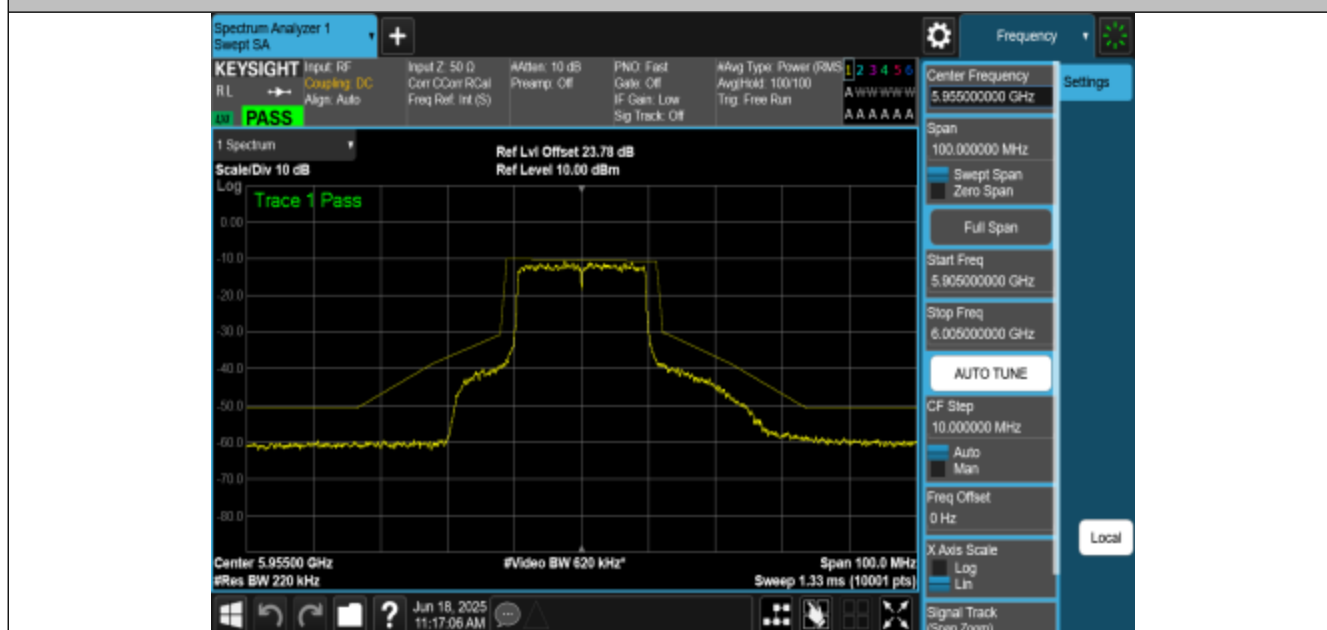 Spectrum Analyzer 1
Swept SA
+
Frequency
KEYSIGHT
RL
PASS
Input: RF
Coupling: DC
Align: Auto
Input Z: 50 Ω
Corr CCorr RCal
Freq Ref: Int (S)
#Atten: 10 dB
Preamp: Off
PNO: Fast
Gate: Off
IF Gain: Low
Sig Track: Off
#Avg Type: Power (RMS
Avg|Hold: 100/100
Trig: Free Run
1 2 3 4 5 6
A W W W W W
A A A A A A
1 Spectrum
Scale/Div 10 dB
Ref Lvl Offset 23.78 dB
Ref Level 10.00 dBm
Log
Trace 1 Pass
0.00
-10.0
-20.0
-30.0
-40.0
-50.0
-60.0
-70.0
-80.0
Center 5.95500 GHz
#Res BW 220 kHz
#Video BW 620 kHz*
Span 100.0 MHz
Sweep 1.33 ms (10001 pts)
?
Jun 18, 2025
11:17:06 AM
Center Frequency
5.955000000 GHz
Settings
Span
100.000000 MHz
Swept Span
Zero Span
Full Span
Start Freq
5.905000000 GHz
Stop Freq
6.005000000 GHz
AUTO TUNE
CF Step
10.000000 MHz
Auto
Man
Freq Offset
0 Hz
X Axis Scale
Log
Lin
Local
Signal Track
(Span Zoom)